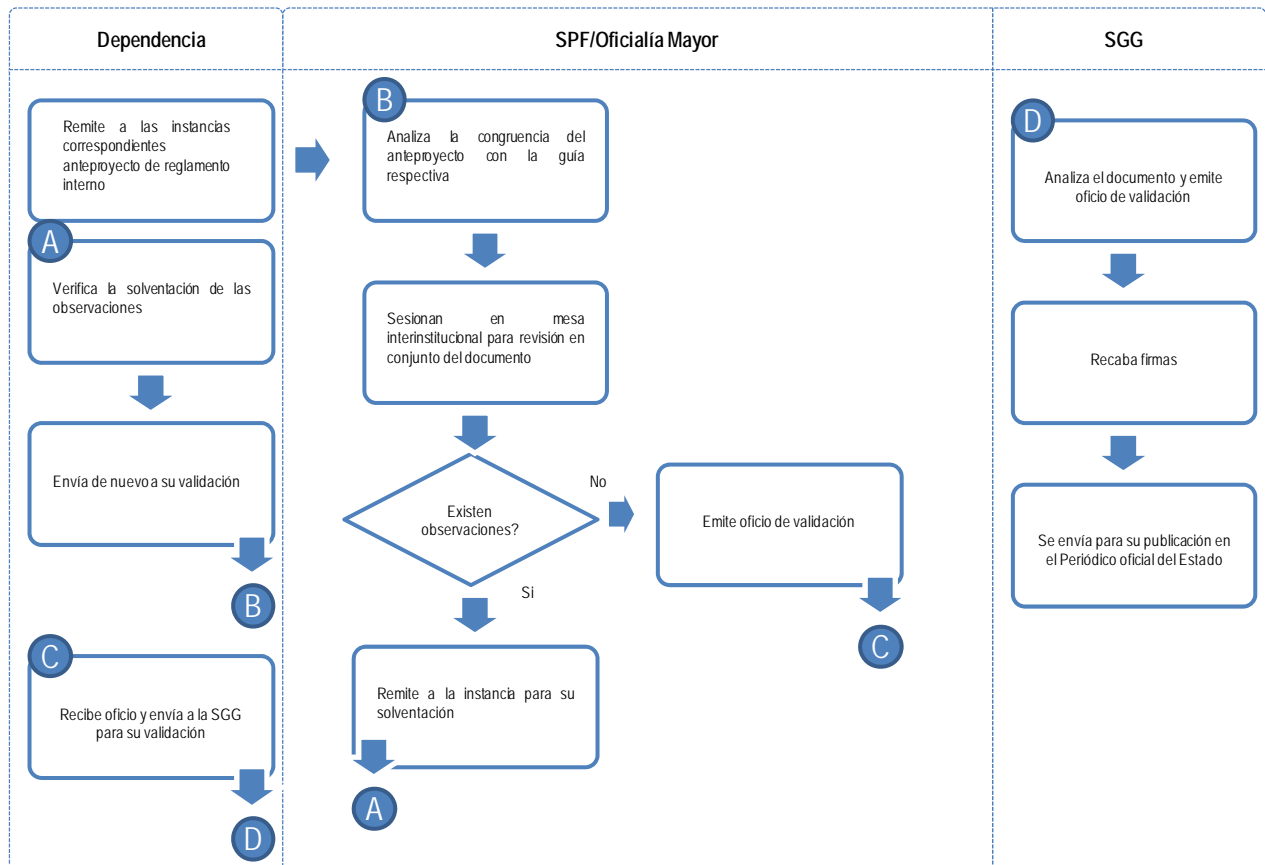 Dependencia
SPF/Oficialía Mayor
SGG
Remite a las instancias
correspondientes
anteproyecto de reglamento
interno
A
Verifica la solventación de las
observaciones
Envía de nuevo a su validación
B
C
Recibe oficio y envía a la SGG
para su validación
D
B
Analiza la congruencia del
anteproyecto con la guía
respectiva
Sesionan en mesa
interinstitucional para revisión en
conjunto del documento
Existen
observaciones?
No
Si
Emite oficio de validación
C
Remite a la instancia para su
solventación
A
D
Analiza el documento y emite
oficio de validación
Recaba firmas
Se envía para su publicación en
el Periódico oficial del Estado